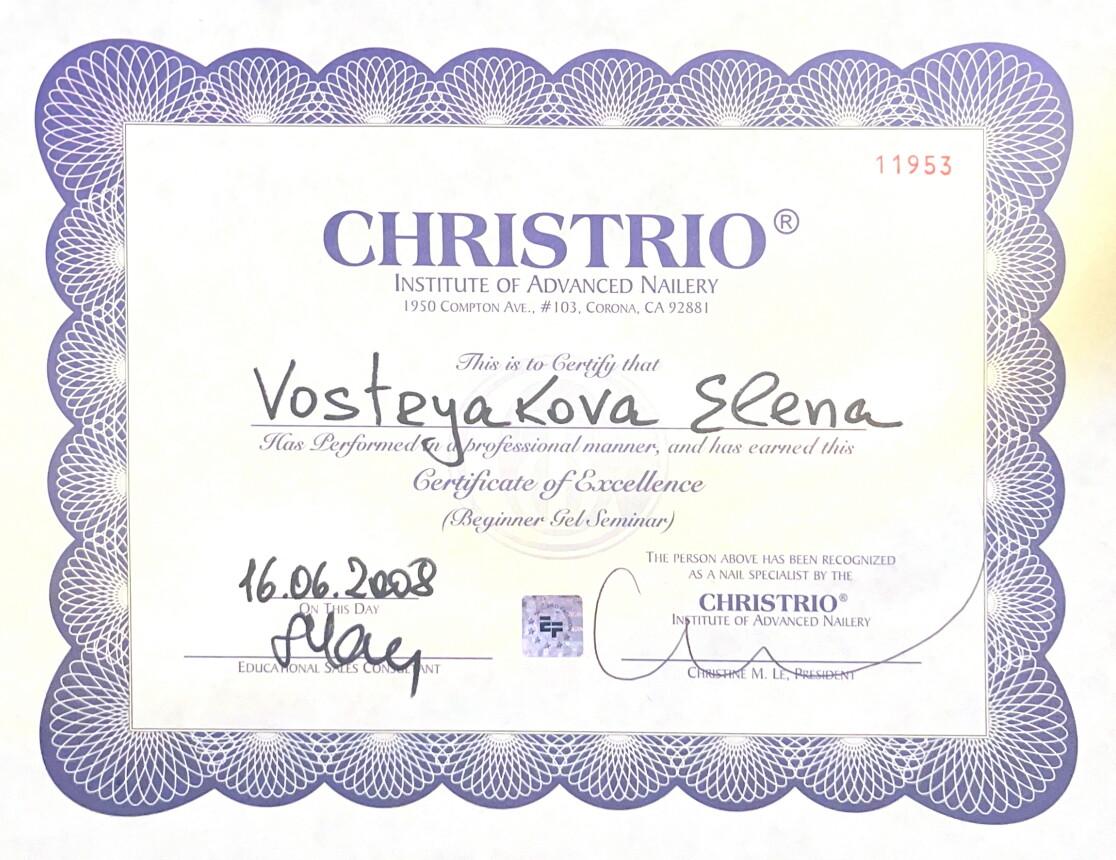 11953
CHRISTRIO®
INSTITUTE OF ADVANCED NAILERY
1950 COMPTON AVE., #103, CORONA, CA 92881
This is to Certify that
Vosteyakova Elena
Has Performed in a professional manner, and has earned this
Certificate of Excellence
(Beginner Gel Seminar)
16.06.2008
ON THIS DAY
EDUCATIONAL SALES CONSULTANT
EF
THE PERSON ABOVE HAS BEEN RECOGNIZED
AS A NAIL SPECIALIST BY THE
CHRISTRIO®
INSTITUTE OF ADVANCED NAILERY
CHRISTINE M. LE, PRESIDENT